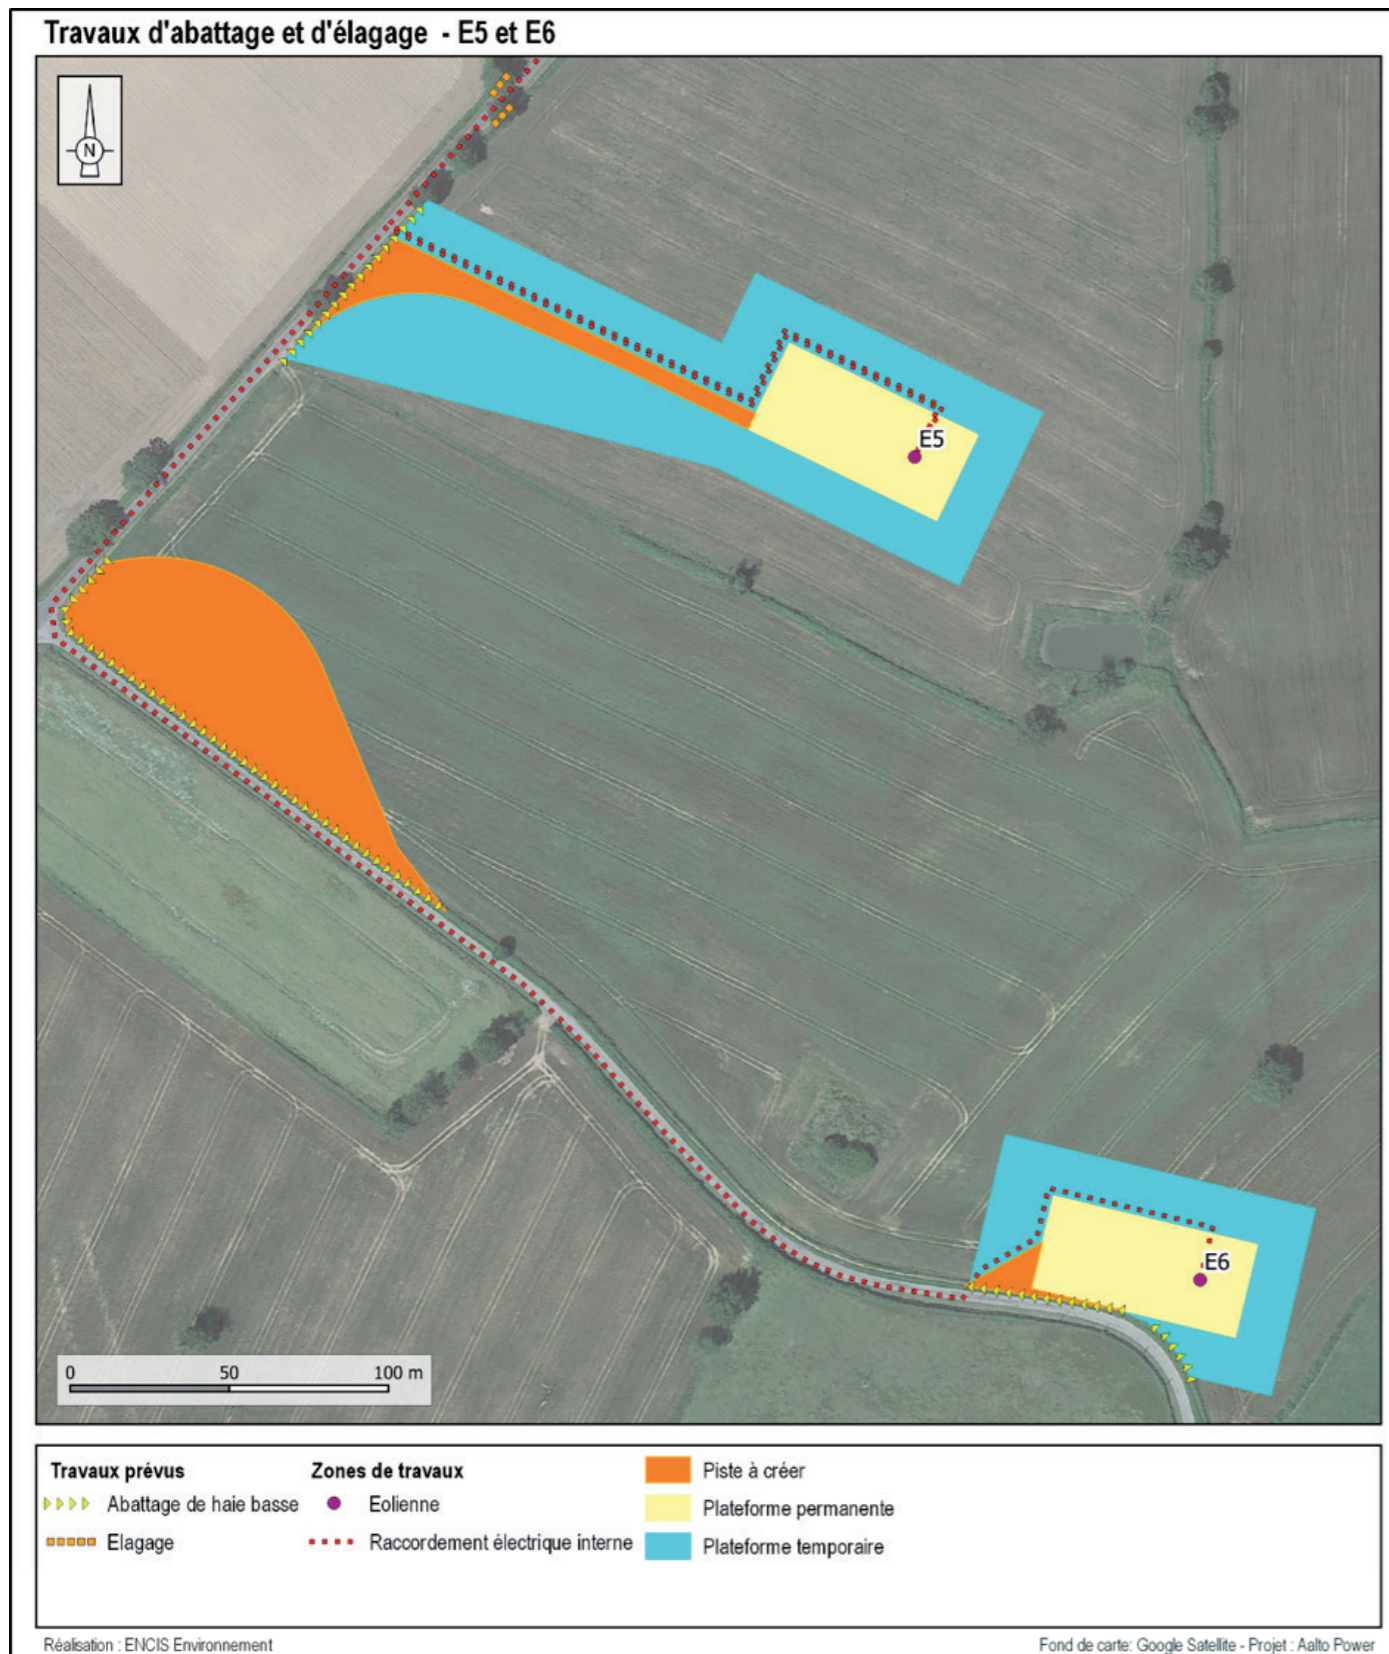 Travaux d'abattage et d'élagage - E5 et E6
N
E5
E6
0 50 100 m
Travaux prévus
Abattage de haie basse
Elagage
Zones de travaux
Eolienne
Raccordement électrique interne
Piste à créer
Plateforme permanente
Plateforme temporaire
Réalisation : ENCIS Environnement
Fond de carte: Google Satellite - Projet : Aalto Power